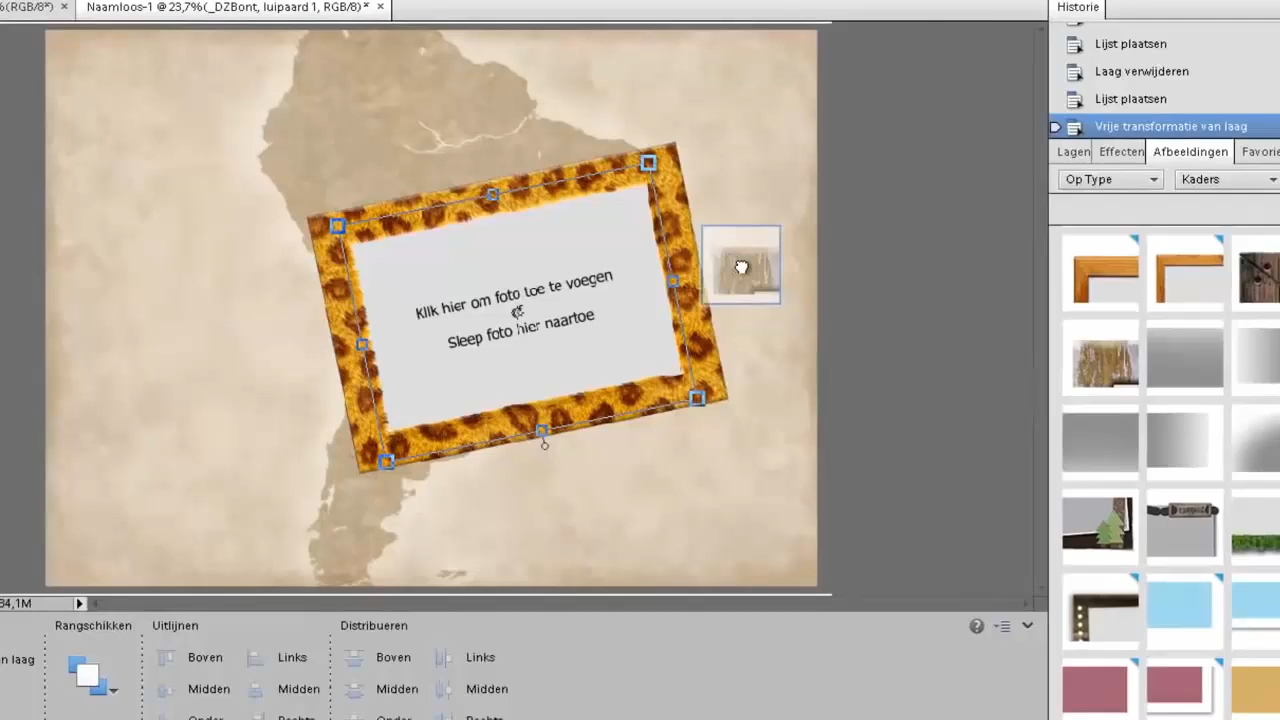 %(RGB/8*) ×
Naamloos-1 @ 23,7%(_DZBont, luipaard 1, RGB/8)* ×
Historie
Lijst plaatsen
Laag verwijderen
Lijst plaatsen
Vrije transformatie van laag
Lagen Effecten Afbeeldingen Favorie
Op Type Kaders
Klik hier om foto toe te voegen
Sleep foto hier naartoe
84,1M
Rangschikken Uitlijnen Distribueren
n laag
Boven Links Boven Links
Midden Midden Midden Midden